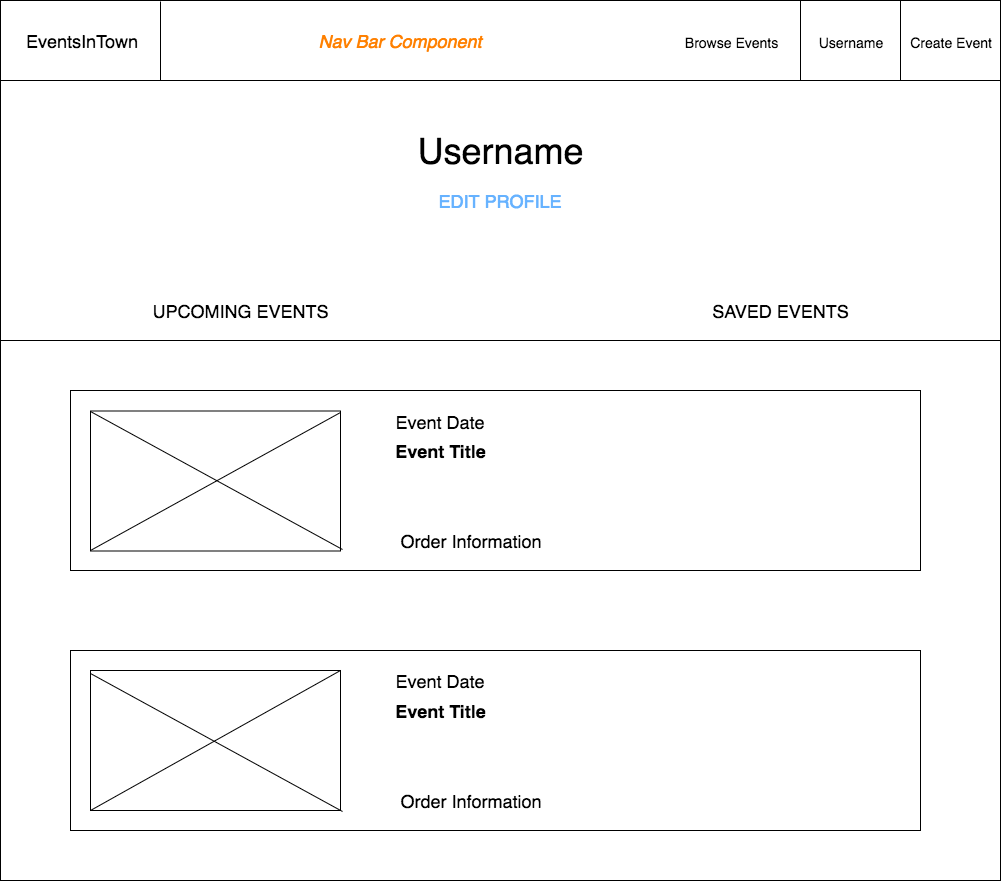 EventsInTown
Nav Bar Component
Browse Events
Username
Create Event
Username
EDIT PROFILE
UPCOMING EVENTS
SAVED EVENTS
Event Date
Event Title
Order Information
Event Date
Event Title
Order Information